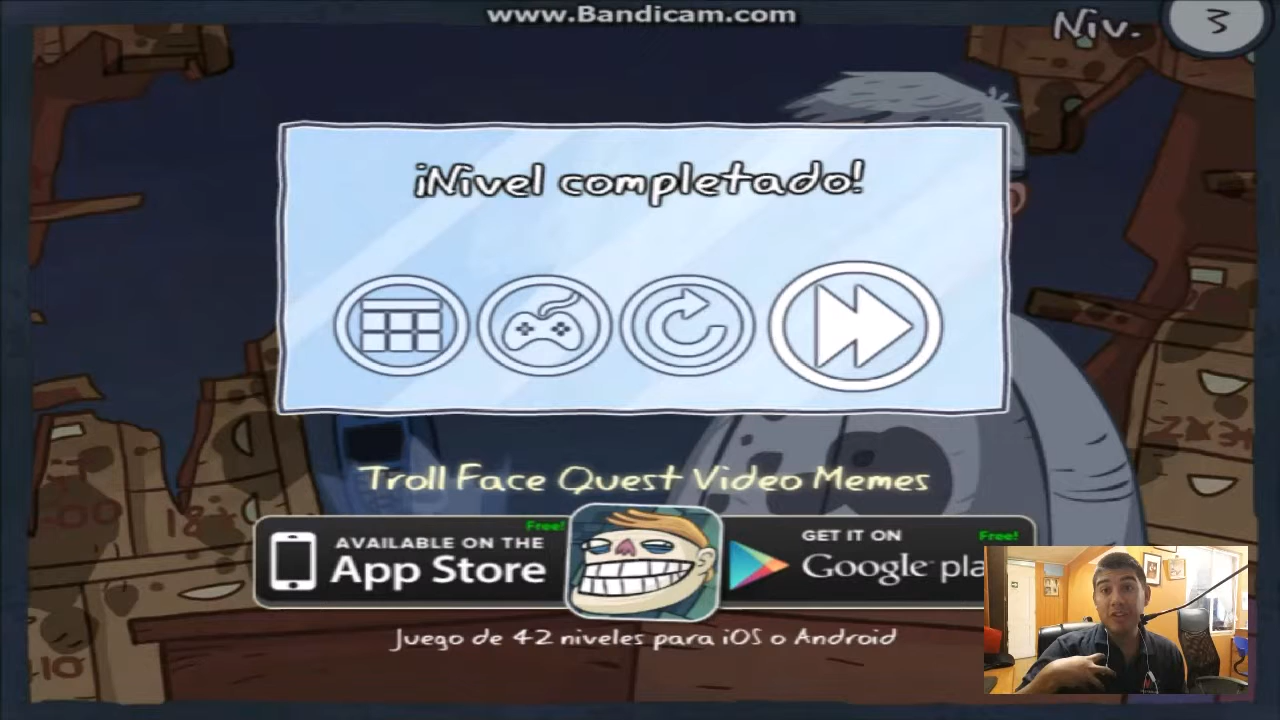 www.Bandicam.com
Niv. 3
¡Nivel completado!
Troll Face Quest Video Memes
Free!
AVAILABLE ON THE
App Store
GET IT ON
Free!
Google pla
Juego de 42 niveles para iOS o Android